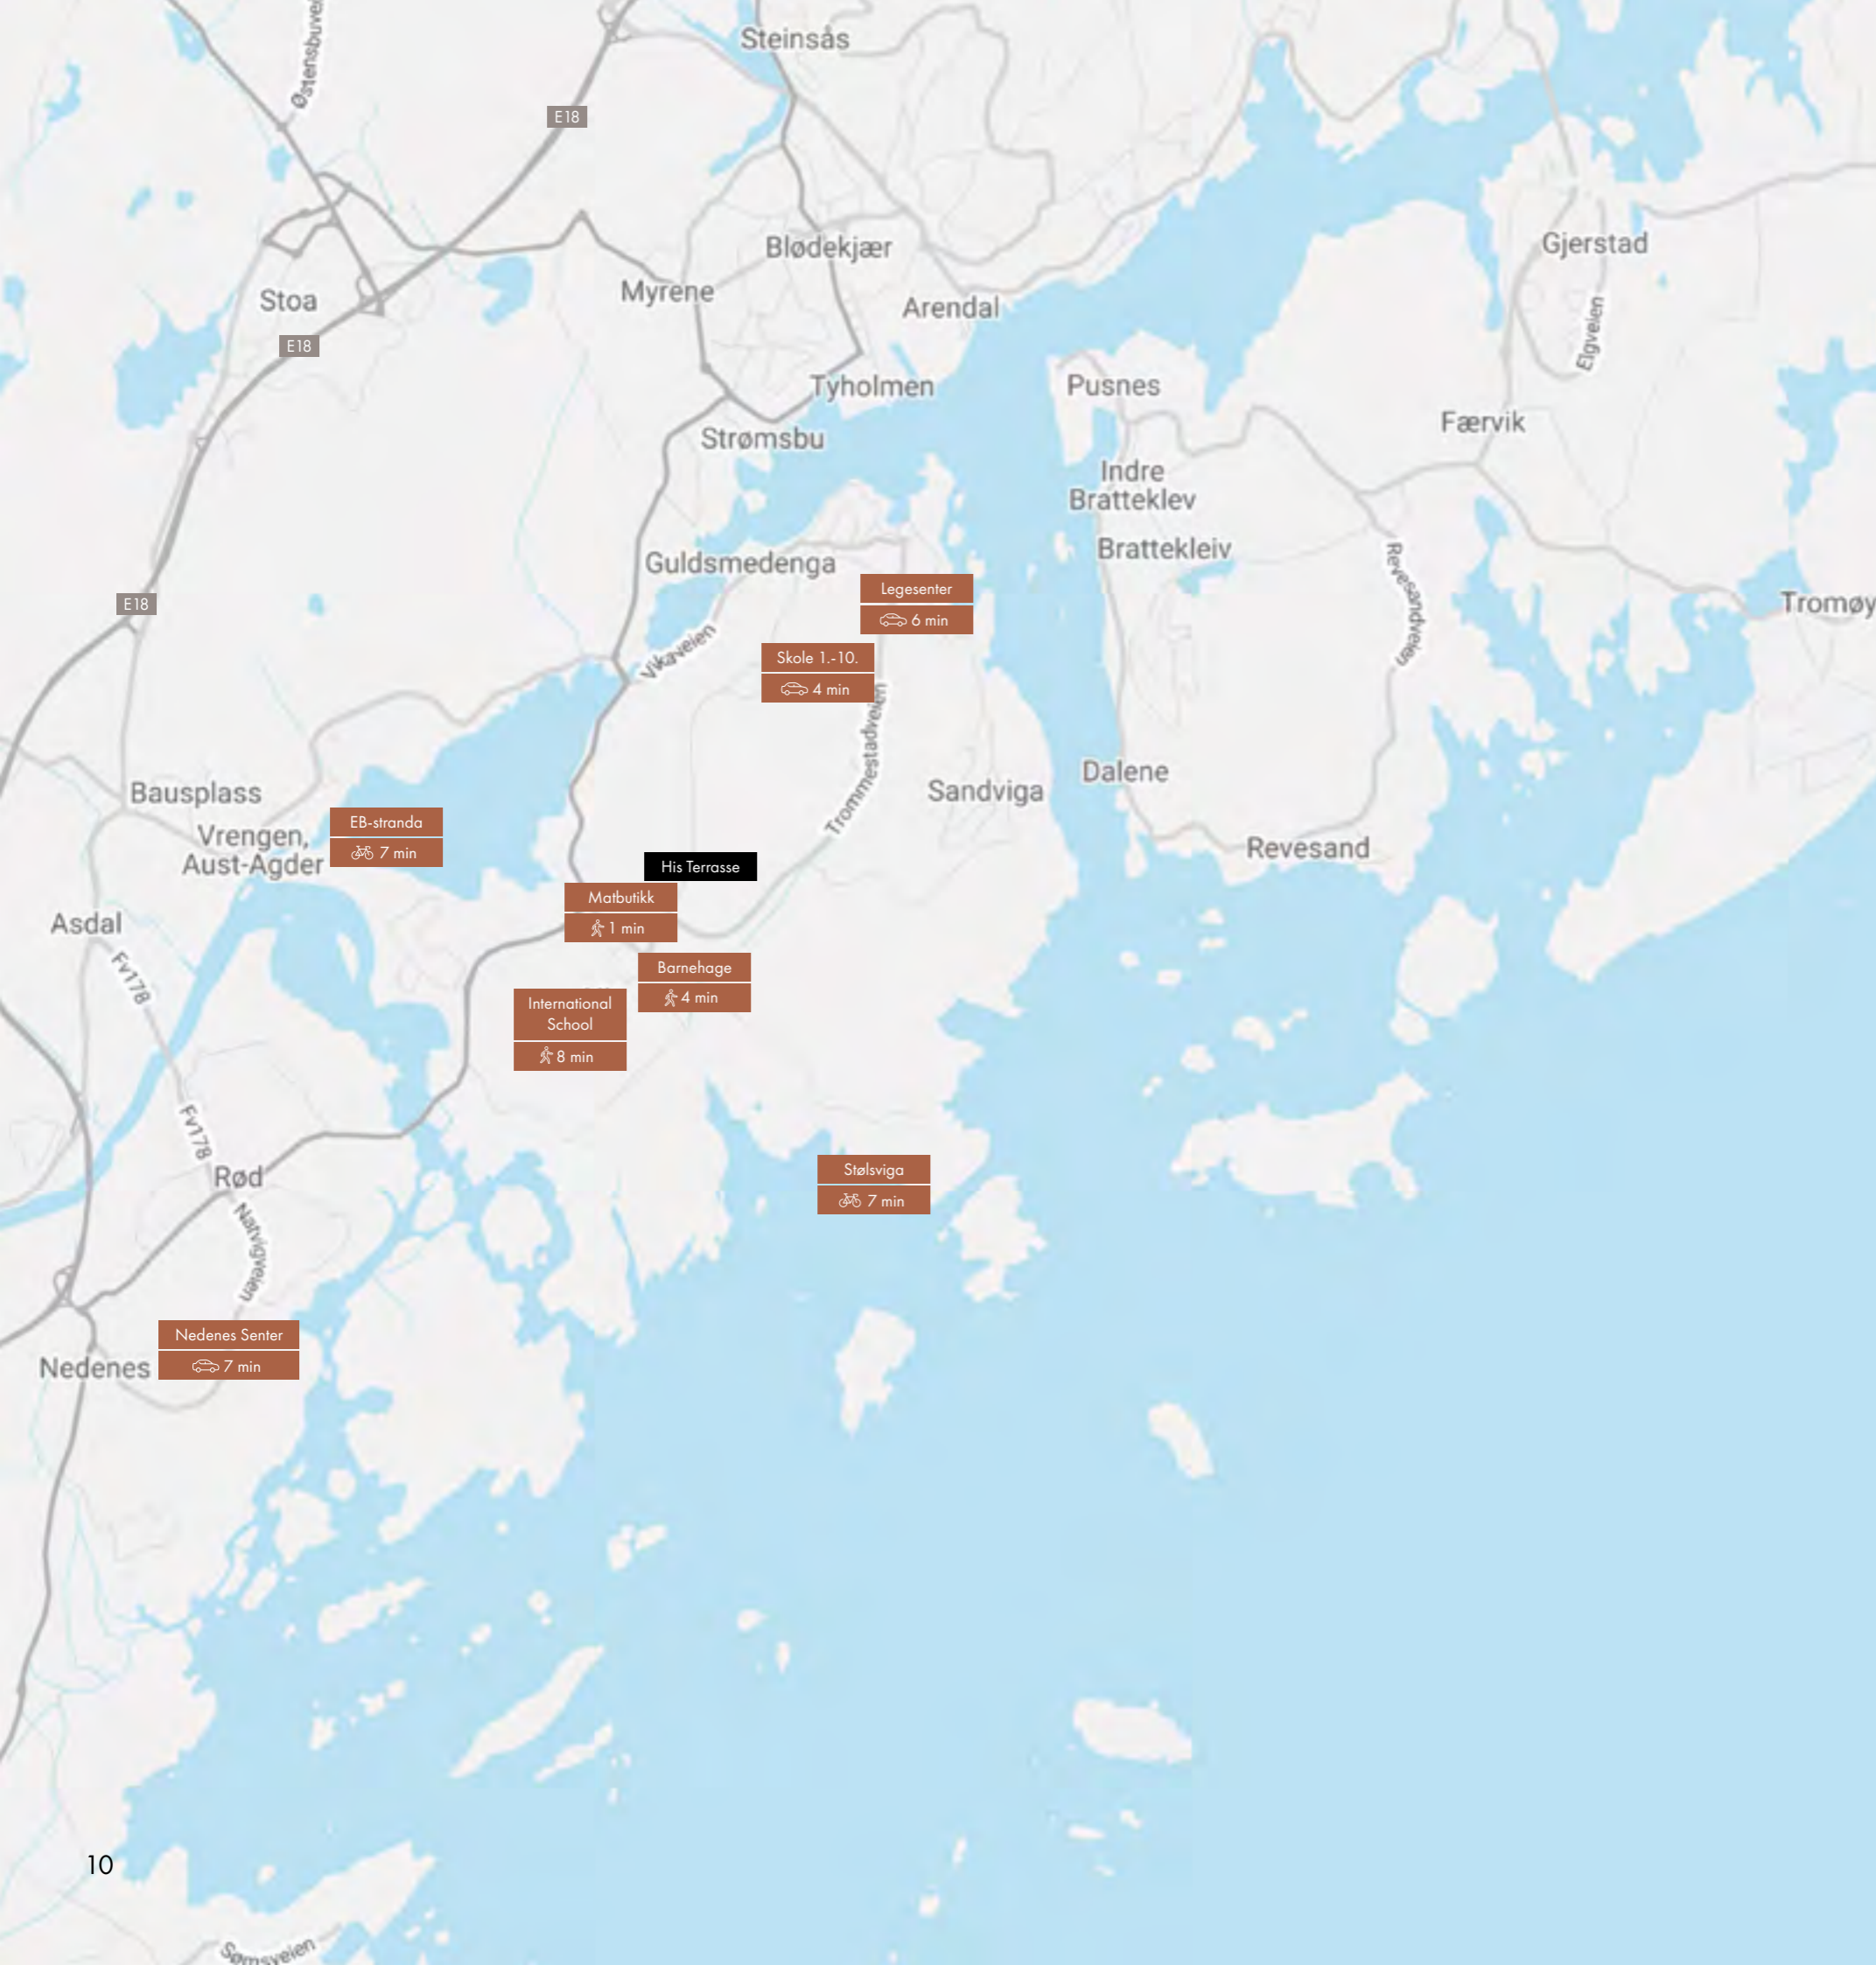 Østensbuvei
Steinsås
E18
Blødekjær
Gjerstad
Myrene
Stoa
Arendal
Elgveien
E18
Tyholmen
Pusnes
Færvik
Strømsbu
Indre
Bratteklev
Brattekleiv
Guldsmedenga
Revesandveien
Legesenter
6 min
E18
Tromøy
Vikaveien
Skole 1.-10.
4 min
Trommestadveien
Dalene
Sandviga
Bausplass
EB-stranda
7 min
Vrengen,
Aust-Agder
Revesand
His Terrasse
Matbutikk
1 min
Asdal
Fv178
Barnehage
4 min
International
School
8 min
Fv178
Rød
Stølsviga
7 min
Natvigveien
Nedenes Senter
7 min
Nedenes
10
Sømsveien